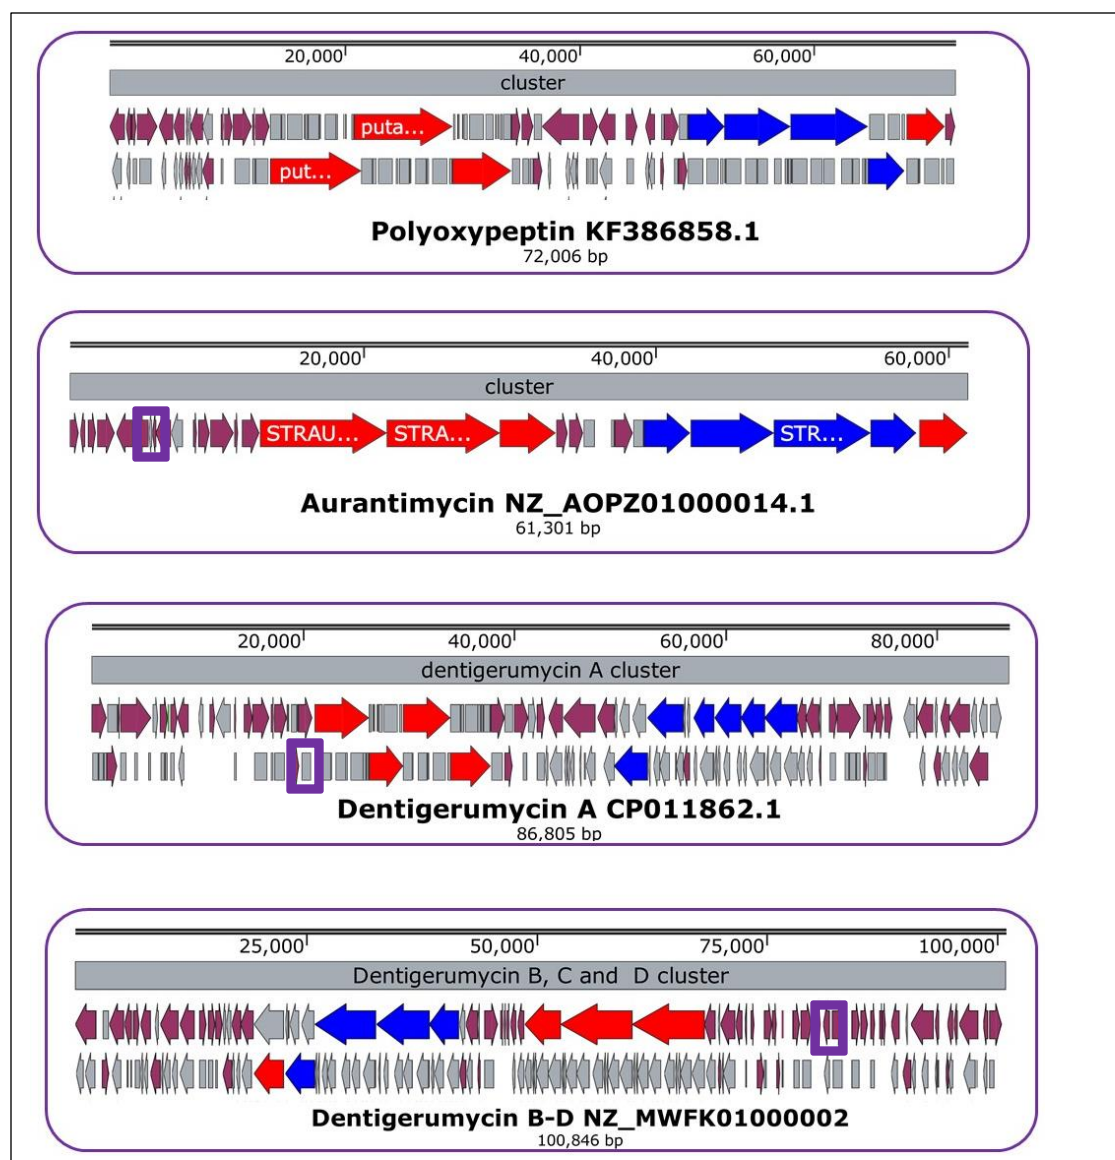 20,000 40,000 60,000
cluster
puta...
put...
Polyoxypeptin KF386858.1
72,006 bp
20,000 40,000 60,000
cluster
STRAU... STRA... STR...
Aurantimycin NZ_AOPZ01000014.1
61,301 bp
20,000 40,000 60,000 80,000
dentigerumycin A cluster
Dentigerumycin A CP011862.1
86,805 bp
25,000 50,000 75,000 100,000
Dentigerumycin B, C and D cluster
Dentigerumycin B-D NZ_MWFK01000002
100,846 bp